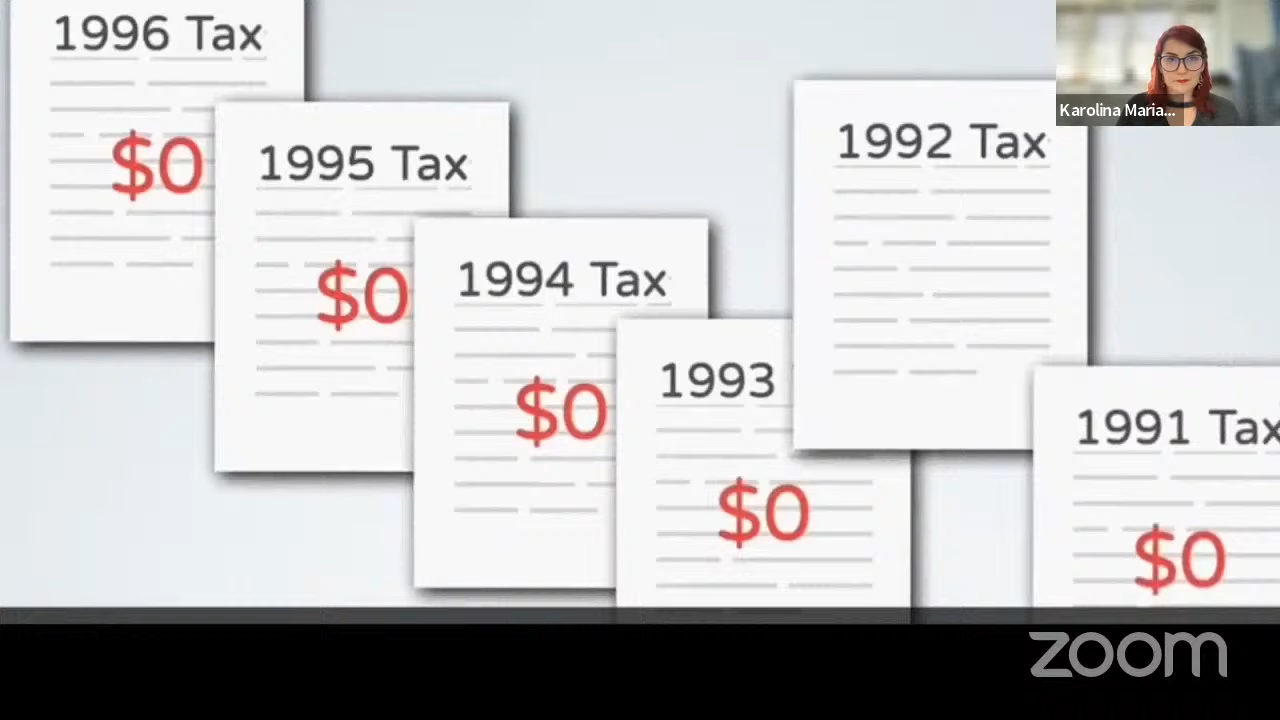 1996 Tax
$0
1995 Tax
$0
1994 Tax
$0
1993
$0
1992 Tax
1991 Tax
$0
Karolina Maria...
zoom